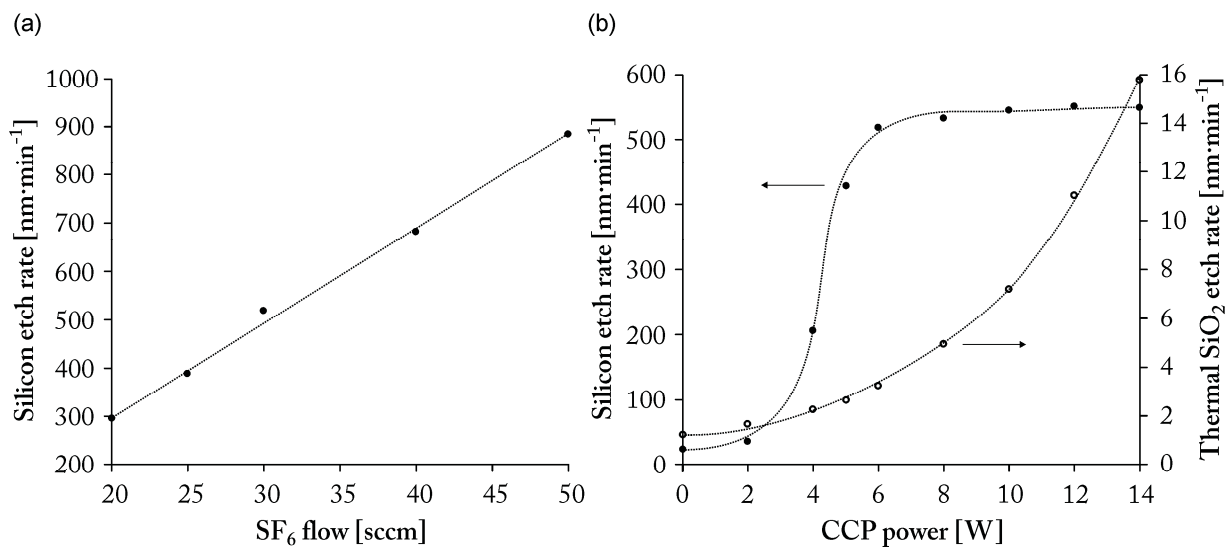 (a)
Silicon etch rate [nm·min⁻¹]
1000
900
800
700
600
500
400
300
200
20 25 30 35 40 45 50
SF₆ flow [sccm]
(b)
Silicon etch rate [nm·min⁻¹]
600
500
400
300
200
100
0
0 2 4 6 8 10 12 14
CCP power [W]
16
14
12
10
8
6
4
2
0
Thermal SiO₂ etch rate [nm·min⁻¹]